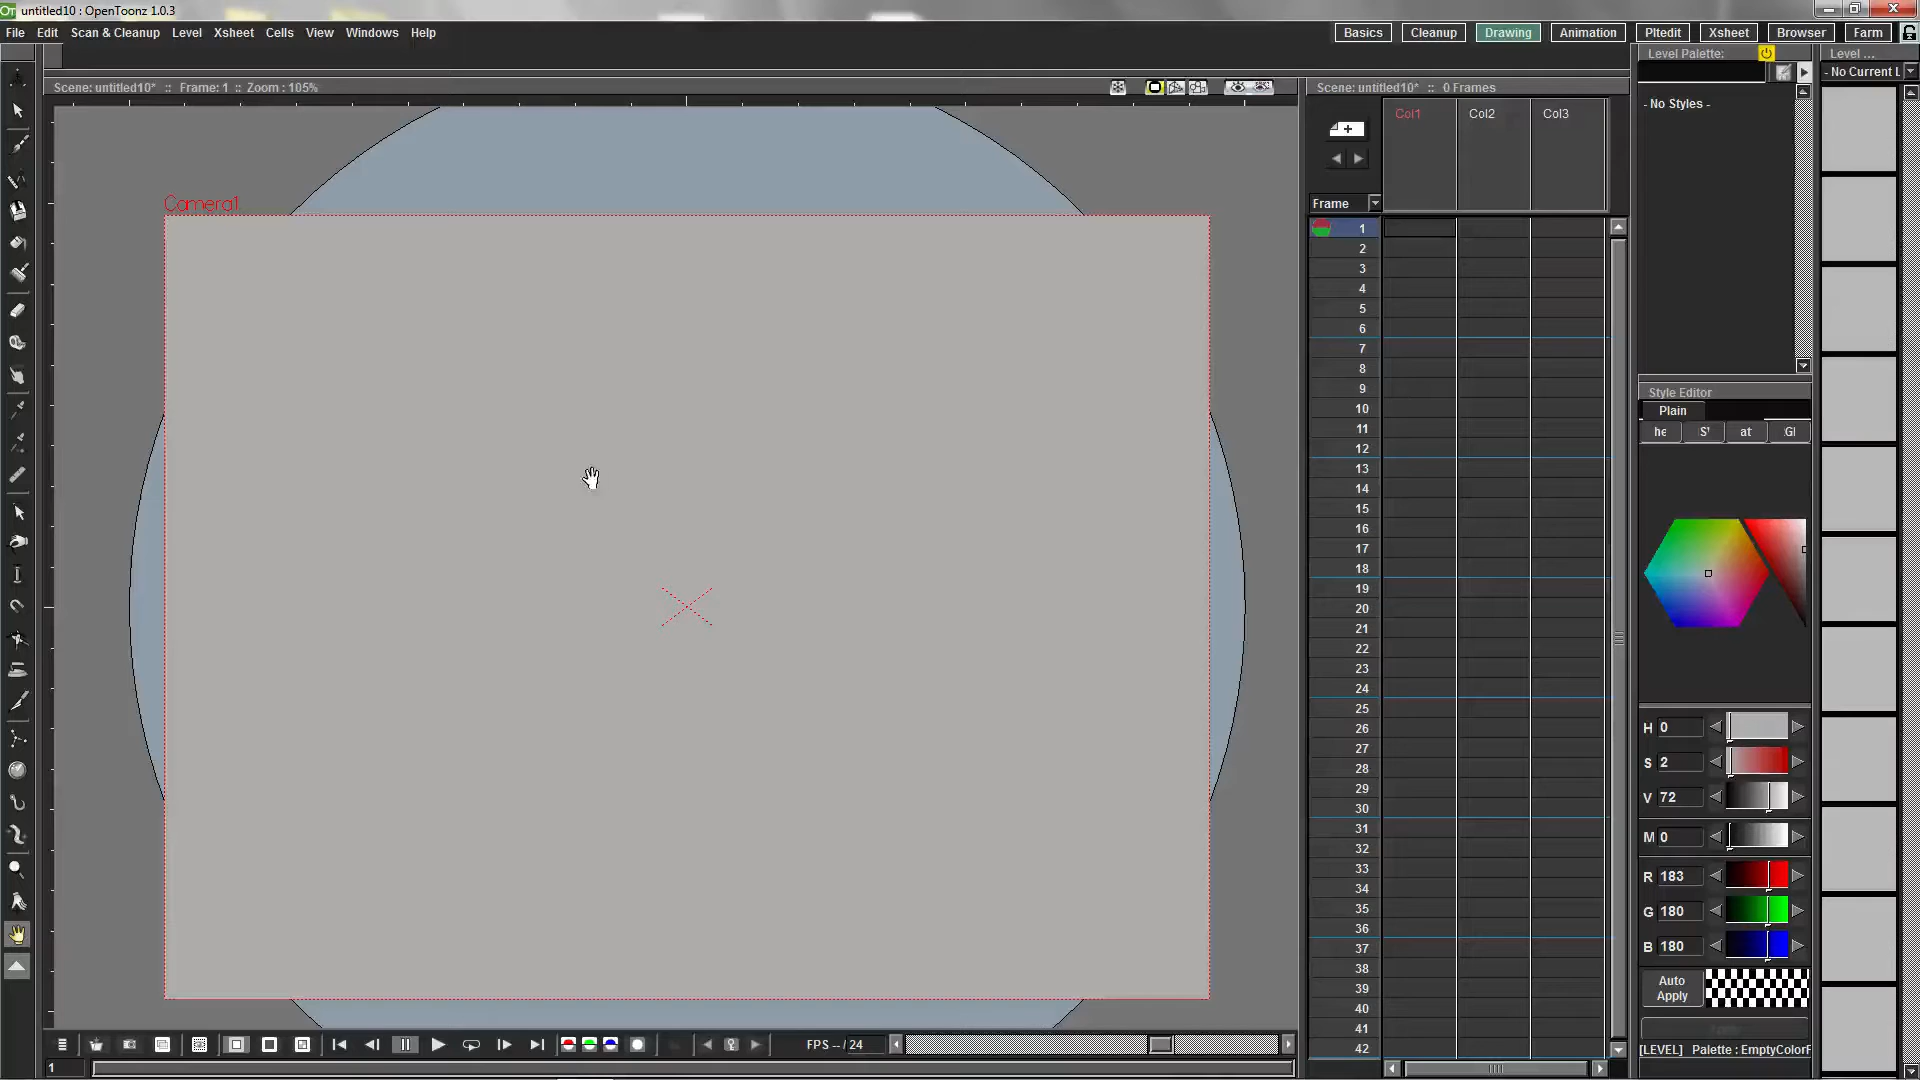 untitled10 : OpenToonz 1.0.3
File Edit Scan & Cleanup Level Xsheet Cells View Windows Help
Basics Cleanup Drawing Animation Pltedit Xsheet Browser Farm
Scene: untitled10* :: Frame: 1 :: Zoom : 105%
Scene: untitled10* :: 0 Frames
Level Palette:
Level ...
- No Current L
- No Styles -
Col1 Col2 Col3
Camera1
Frame
1
2
3
4
5
6
7
8
9
10
11
12
13
14
15
16
17
18
19
20
21
22
23
24
25
26
27
28
29
30
31
32
33
34
35
36
37
38
39
40
41
42
Style Editor
Plain
he S' at Gl
H 0
S 2
V 72
M 0
R 183
G 180
B 180
Auto
Apply
[LEVEL] Palette : EmptyColorF
FPS -- / 24
1